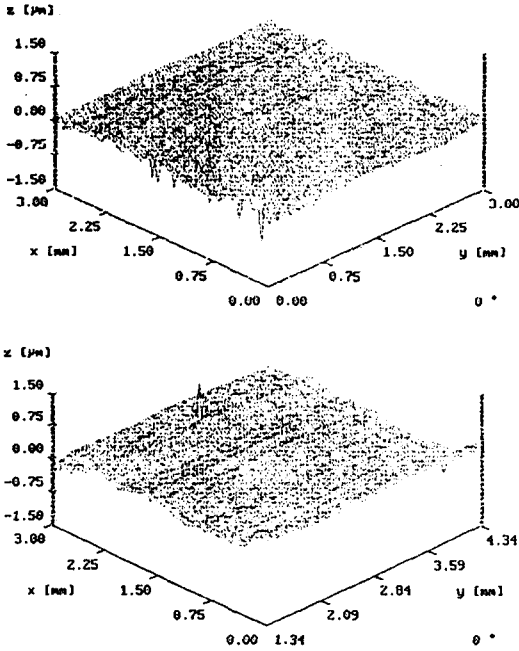 z [μm]
1.50
0.75
0.00
-0.75
-1.50
3.00 3.00
2.25 2.25
x [mm] 1.50 1.50 y [mm]
0.75 0.75
0.00 0.00 0 °
z [μm]
1.50
0.75
0.00
-0.75
-1.50
3.00 4.34
2.25 3.59
x [mm] 1.50 2.84 y [mm]
0.75 2.09
0.00 1.34 0 °